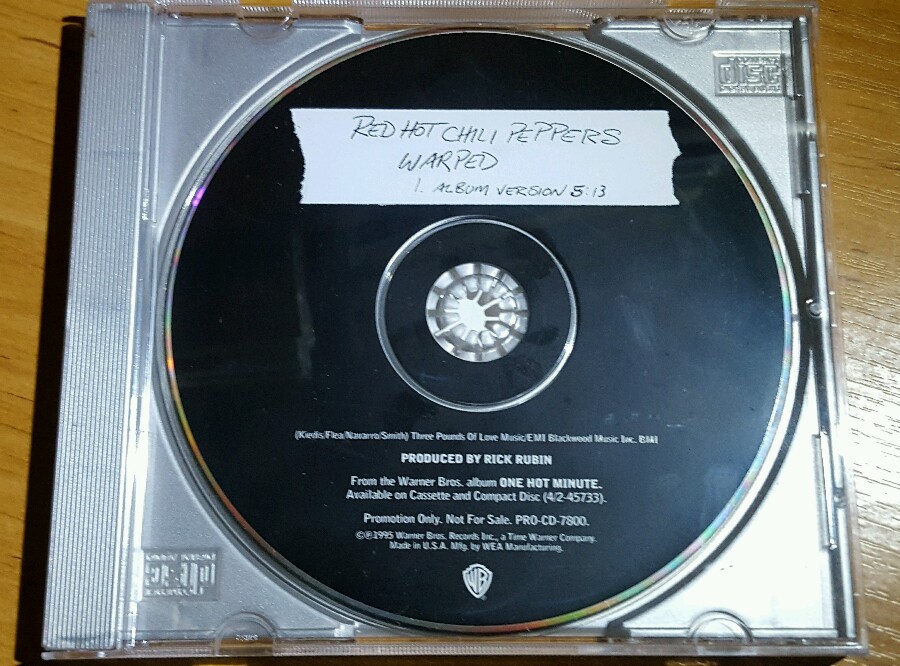 COMPACT
DISC
RED HOT CHILI PEPPERS
WARPED
1. ALBUM VERSION 5:13
(Kiedis/Flea/Navarro/Smith) Three Pounds Of Love Music/EMI Blackwood Music Inc. BMI
PRODUCED BY RICK RUBIN
From the Warner Bros. album ONE HOT MINUTE.
Available on Cassette and Compact Disc (4/2-45733).
Promotion Only. Not For Sale. PRO-CD-7800.
©℗1995 Warner Bros. Records Inc., a Time Warner Company.
Made in U.S.A. Mfg. by WEA Manufacturing.
WB